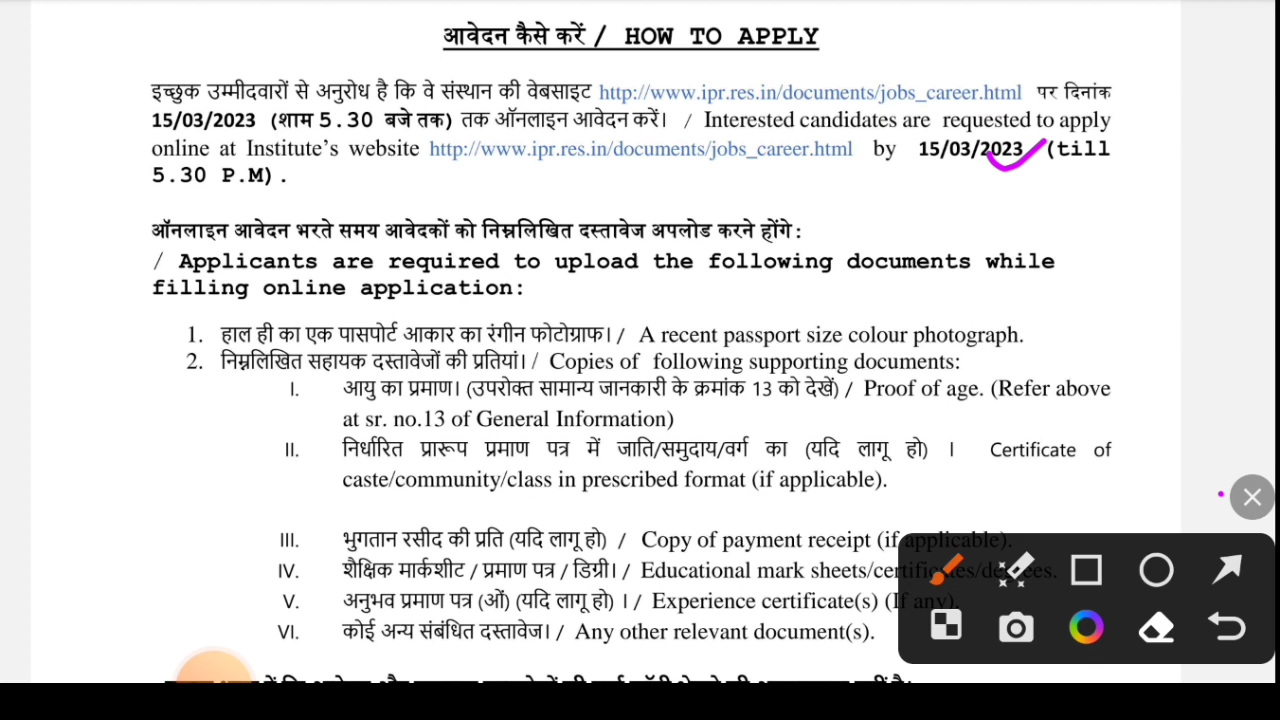 आवेदन कैसे करें / HOW TO APPLY
इच्छुक उम्मीदवारों से अनुरोध है कि वे संस्थान की वेबसाइट http://www.ipr.res.in/documents/jobs_career.html पर दिनांक
15/03/2023 (शाम 5.30 बजे तक) तक ऑनलाइन आवेदन करें। / Interested candidates are requested to apply
online at Institute's website http://www.ipr.res.in/documents/jobs_career.html by 15/03/2023 (till
5.30 P.M).
ऑनलाइन आवेदन भरते समय आवेदकों को निम्नलिखित दस्तावेज अपलोड करने होंगे:
/ Applicants are required to upload the following documents while
filling online application:
1. हाल ही का एक पासपोर्ट आकार का रंगीन फोटोग्राफ। / A recent passport size colour photograph.
2. निम्नलिखित सहायक दस्तावेजों की प्रतियां। / Copies of following supporting documents:
I. आयु का प्रमाण। (उपरोक्त सामान्य जानकारी के क्रमांक 13 को देखें) / Proof of age. (Refer above
at sr. no.13 of General Information)
II. निर्धारित प्रारूप प्रमाण पत्र में जाति/समुदाय/वर्ग का (यदि लागू हो) । Certificate of
caste/community/class in prescribed format (if applicable).
III. भुगतान रसीद की प्रति (यदि लागू हो) / Copy of payment receipt (if applicable).
IV. शैक्षिक मार्कशीट / प्रमाण पत्र / डिग्री। / Educational mark sheets/certificates/degrees.
V. अनुभव प्रमाण पत्र (ओं) (यदि लागू हो) । / Experience certificate(s) (If any).
VI. कोई अन्य संबंधित दस्तावेज। / Any other relevant document(s).